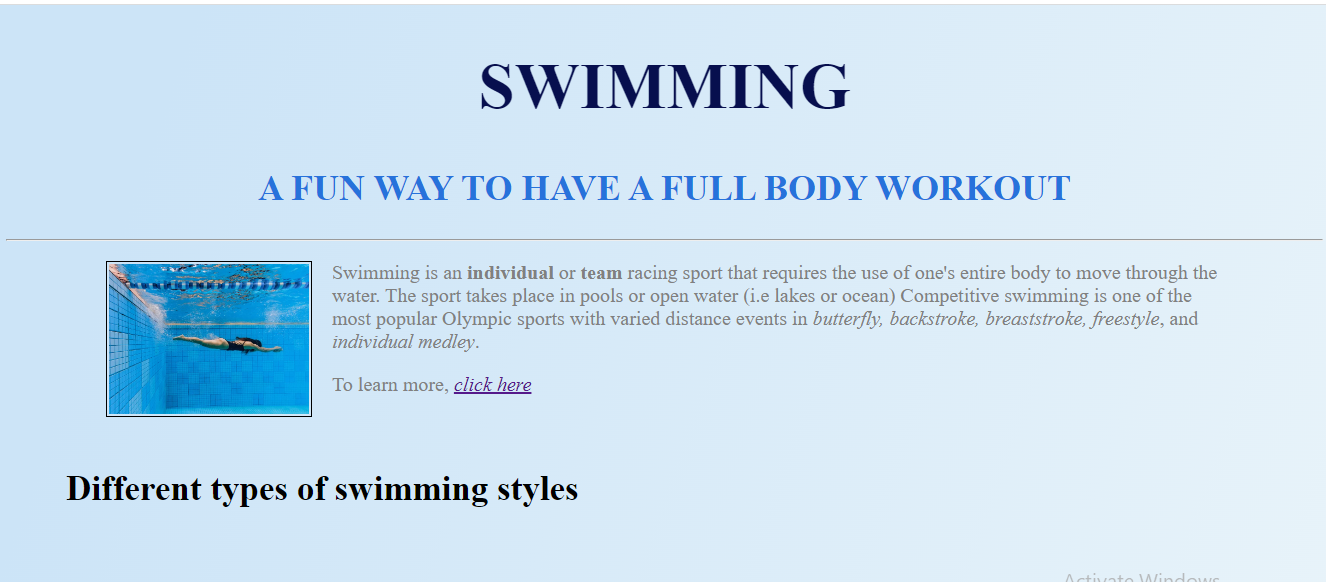 SWIMMING
A FUN WAY TO HAVE A FULL BODY WORKOUT
Swimming is an individual or team racing sport that requires the use of one's entire body to move through the
water. The sport takes place in pools or open water (i.e lakes or ocean) Competitive swimming is one of the
most popular Olympic sports with varied distance events in butterfly, backstroke, breaststroke, freestyle, and
individual medley.
To learn more, click here
Different types of swimming styles
Activate Windows